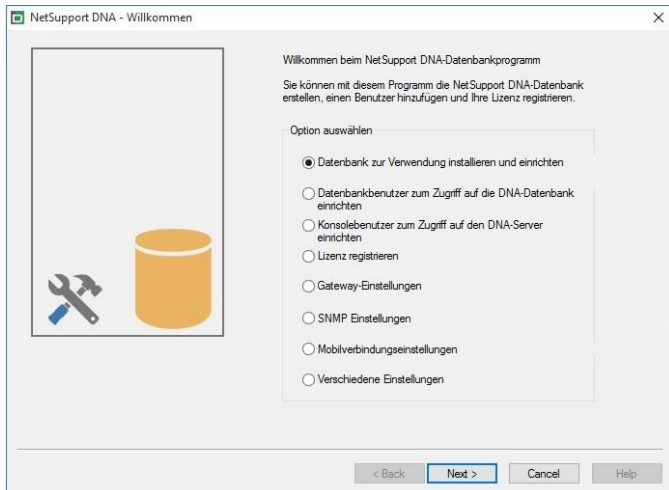 NetSupport DNA - Willkommen
Willkommen beim NetSupport DNA-Datenbankprogramm
Sie können mit diesem Programm die NetSupport DNA-Datenbank
erstellen, einen Benutzer hinzufügen und Ihre Lizenz registrieren.
Option auswählen
Datenbank zur Verwendung installieren und einrichten
Datenbankbenutzer zum Zugriff auf die DNA-Datenbank
einrichten
Konsolebenutzer zum Zugriff auf den DNA-Server
einrichten
Lizenz registrieren
Gateway-Einstellungen
SNMP Einstellungen
Mobilverbindungseinstellungen
Verschiedene Einstellungen
< Back
Next >
Cancel
Help